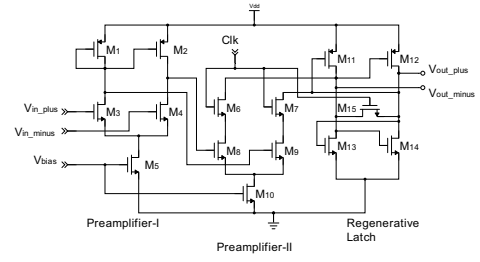 Vdd
Clk
M1
M2
M11
M12
Vout_plus
Vout_minus
Vin_plus
M3
M4
M6
M7
M15
Vin_minus
M8
M9
M13
M14
Vbias
M5
M10
Preamplifier-I
Preamplifier-II
Regenerative
Latch